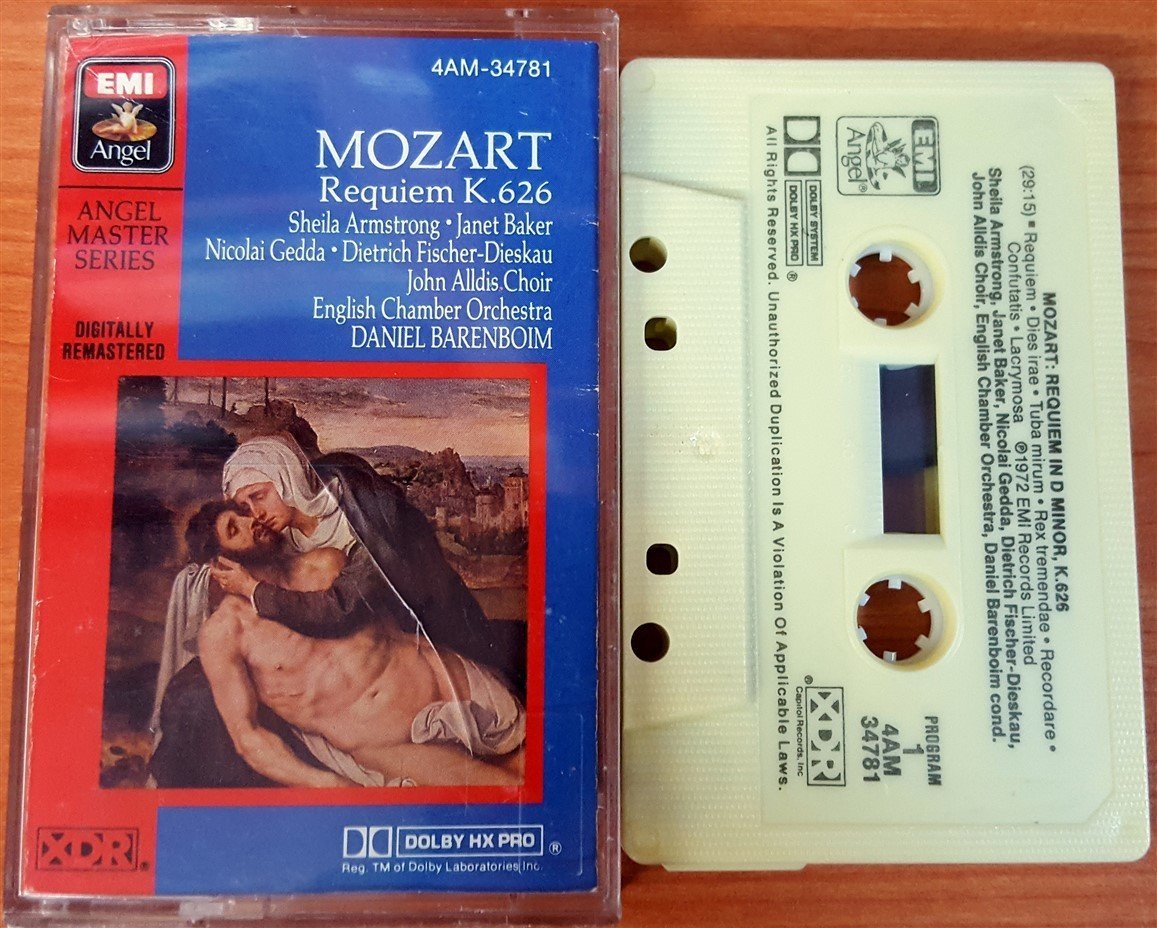 EMI
Angel
ANGEL
MASTER
SERIES
DIGITALLY
REMASTERED
4AM-34781
MOZART
Requiem K.626
Sheila Armstrong • Janet Baker
Nicolai Gedda • Dietrich Fischer-Dieskau
John Alldis Choir
English Chamber Orchestra
DANIEL BARENBOIM
XDR®
DOLBY HX PRO ®
Reg. TM of Dolby Laboratories Inc.
MOZART: REQUIEM IN D MINOR, K.626
(29:15) • Requiem • Dies irae • Tuba mirum • Rex tremendae • Recordare •
Confutatis • Lacrymosa ℗1972 EMI Records Limited
Sheila Armstrong, Janet Baker, Nicolai Gedda, Dietrich Fischer-Dieskau,
John Alldis Choir, English Chamber Orchestra, Daniel Barenboim cond.
EMI
Angel®
PROGRAM
1
4AM
34781
DOLBY SYSTEM
DOLBY HX PRO ®
XDR
®
Capitol Records, Inc
All Rights Reserved. Unauthorized Duplication Is A Violation Of Applicable Laws.